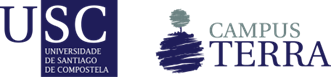 USC
UNIVERSIDADE
DE SANTIAGO
DE COMPOSTELA
CAMPUS
TERRA